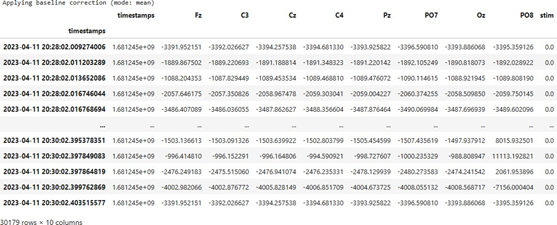 Applying baseline correction (mode: mean)
timestamps Fz C3 Cz C4 Pz PO7 Oz PO8 stim
timestamps
2023-04-11 20:28:02.009274006 1.681245e+09 -3391.952151 -3392.026627 -3394.257538 -3394.681330 -3393.925822 -3396.590810 -3393.886068 -3395.359126 0.0
2023-04-11 20:28:02.011203289 1.681245e+09 -1889.867502 -1889.220693 -1891.188814 -1891.348323 -1891.220142 -1892.105249 -1890.818073 -1892.028922 0.0
2023-04-11 20:28:02.013652086 1.681245e+09 -1088.204353 -1087.829449 -1089.453534 -1089.468810 -1089.476072 -1090.114615 -1088.921945 -1089.808190 0.0
2023-04-11 20:28:02.016746044 1.681245e+09 -2057.646175 -2057.350826 -2058.967478 -2059.303041 -2059.004227 -2060.374255 -2058.509850 -2059.750145 0.0
2023-04-11 20:28:02.016768694 1.681245e+09 -3486.407089 -3486.036055 -3487.862627 -3488.356604 -3487.876464 -3490.069984 -3487.696939 -3489.602096 0.0
... ... ... ... ... ... ... ... ... ... ...
2023-04-11 20:30:02.395378351 1.681245e+09 -1503.136613 -1503.091326 -1503.639922 -1502.803799 -1505.454599 -1507.435619 -1497.937912 8015.932501 0.0
2023-04-11 20:30:02.397849083 1.681245e+09 -996.414810 -996.152291 -996.164806 -994.590921 -998.727607 -1000.235329 -988.808947 11113.192821 0.0
2023-04-11 20:30:02.397864819 1.681245e+09 -2476.249183 -2475.515060 -2476.941074 -2476.235331 -2478.129939 -2480.273583 -2474.241542 2061.953896 0.0
2023-04-11 20:30:02.399762869 1.681245e+09 -4002.982066 -4002.876772 -4005.828149 -4006.851709 -4004.673725 -4008.055132 -4008.568717 -7156.000404 0.0
2023-04-11 20:30:02.403515577 1.681245e+09 -3391.952151 -3392.026627 -3394.257538 -3394.681330 -3393.925822 -3396.590810 -3393.886068 -3395.359126 0.0
30179 rows × 10 columns